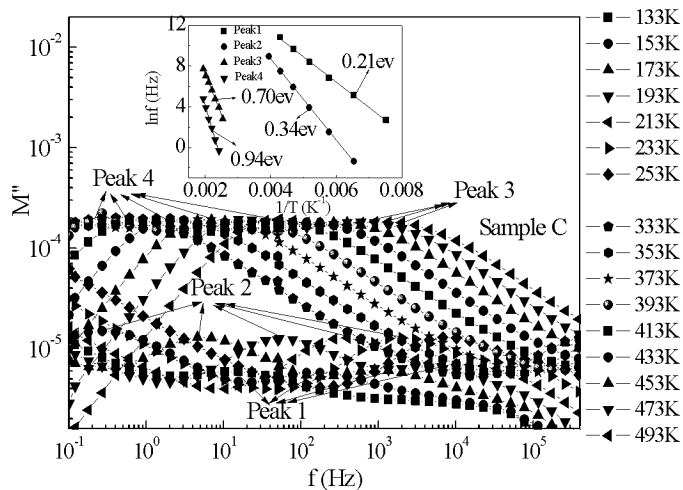 12
8
4
0
lnf (Hz)
Peak1
Peak2
Peak3
Peak4
0.21ev
0.70ev
0.34ev
0.94ev
0.002 0.004 0.006 0.008
1/T (K⁻¹)
10⁻²
10⁻³
10⁻⁴
10⁻⁵
M''
Peak 4
Peak 3
Sample C
Peak 2
Peak 1
10⁻¹ 10⁰ 10¹ 10² 10³ 10⁴ 10⁵
f (Hz)
133K
153K
173K
193K
213K
233K
253K
333K
353K
373K
393K
413K
433K
453K
473K
493K